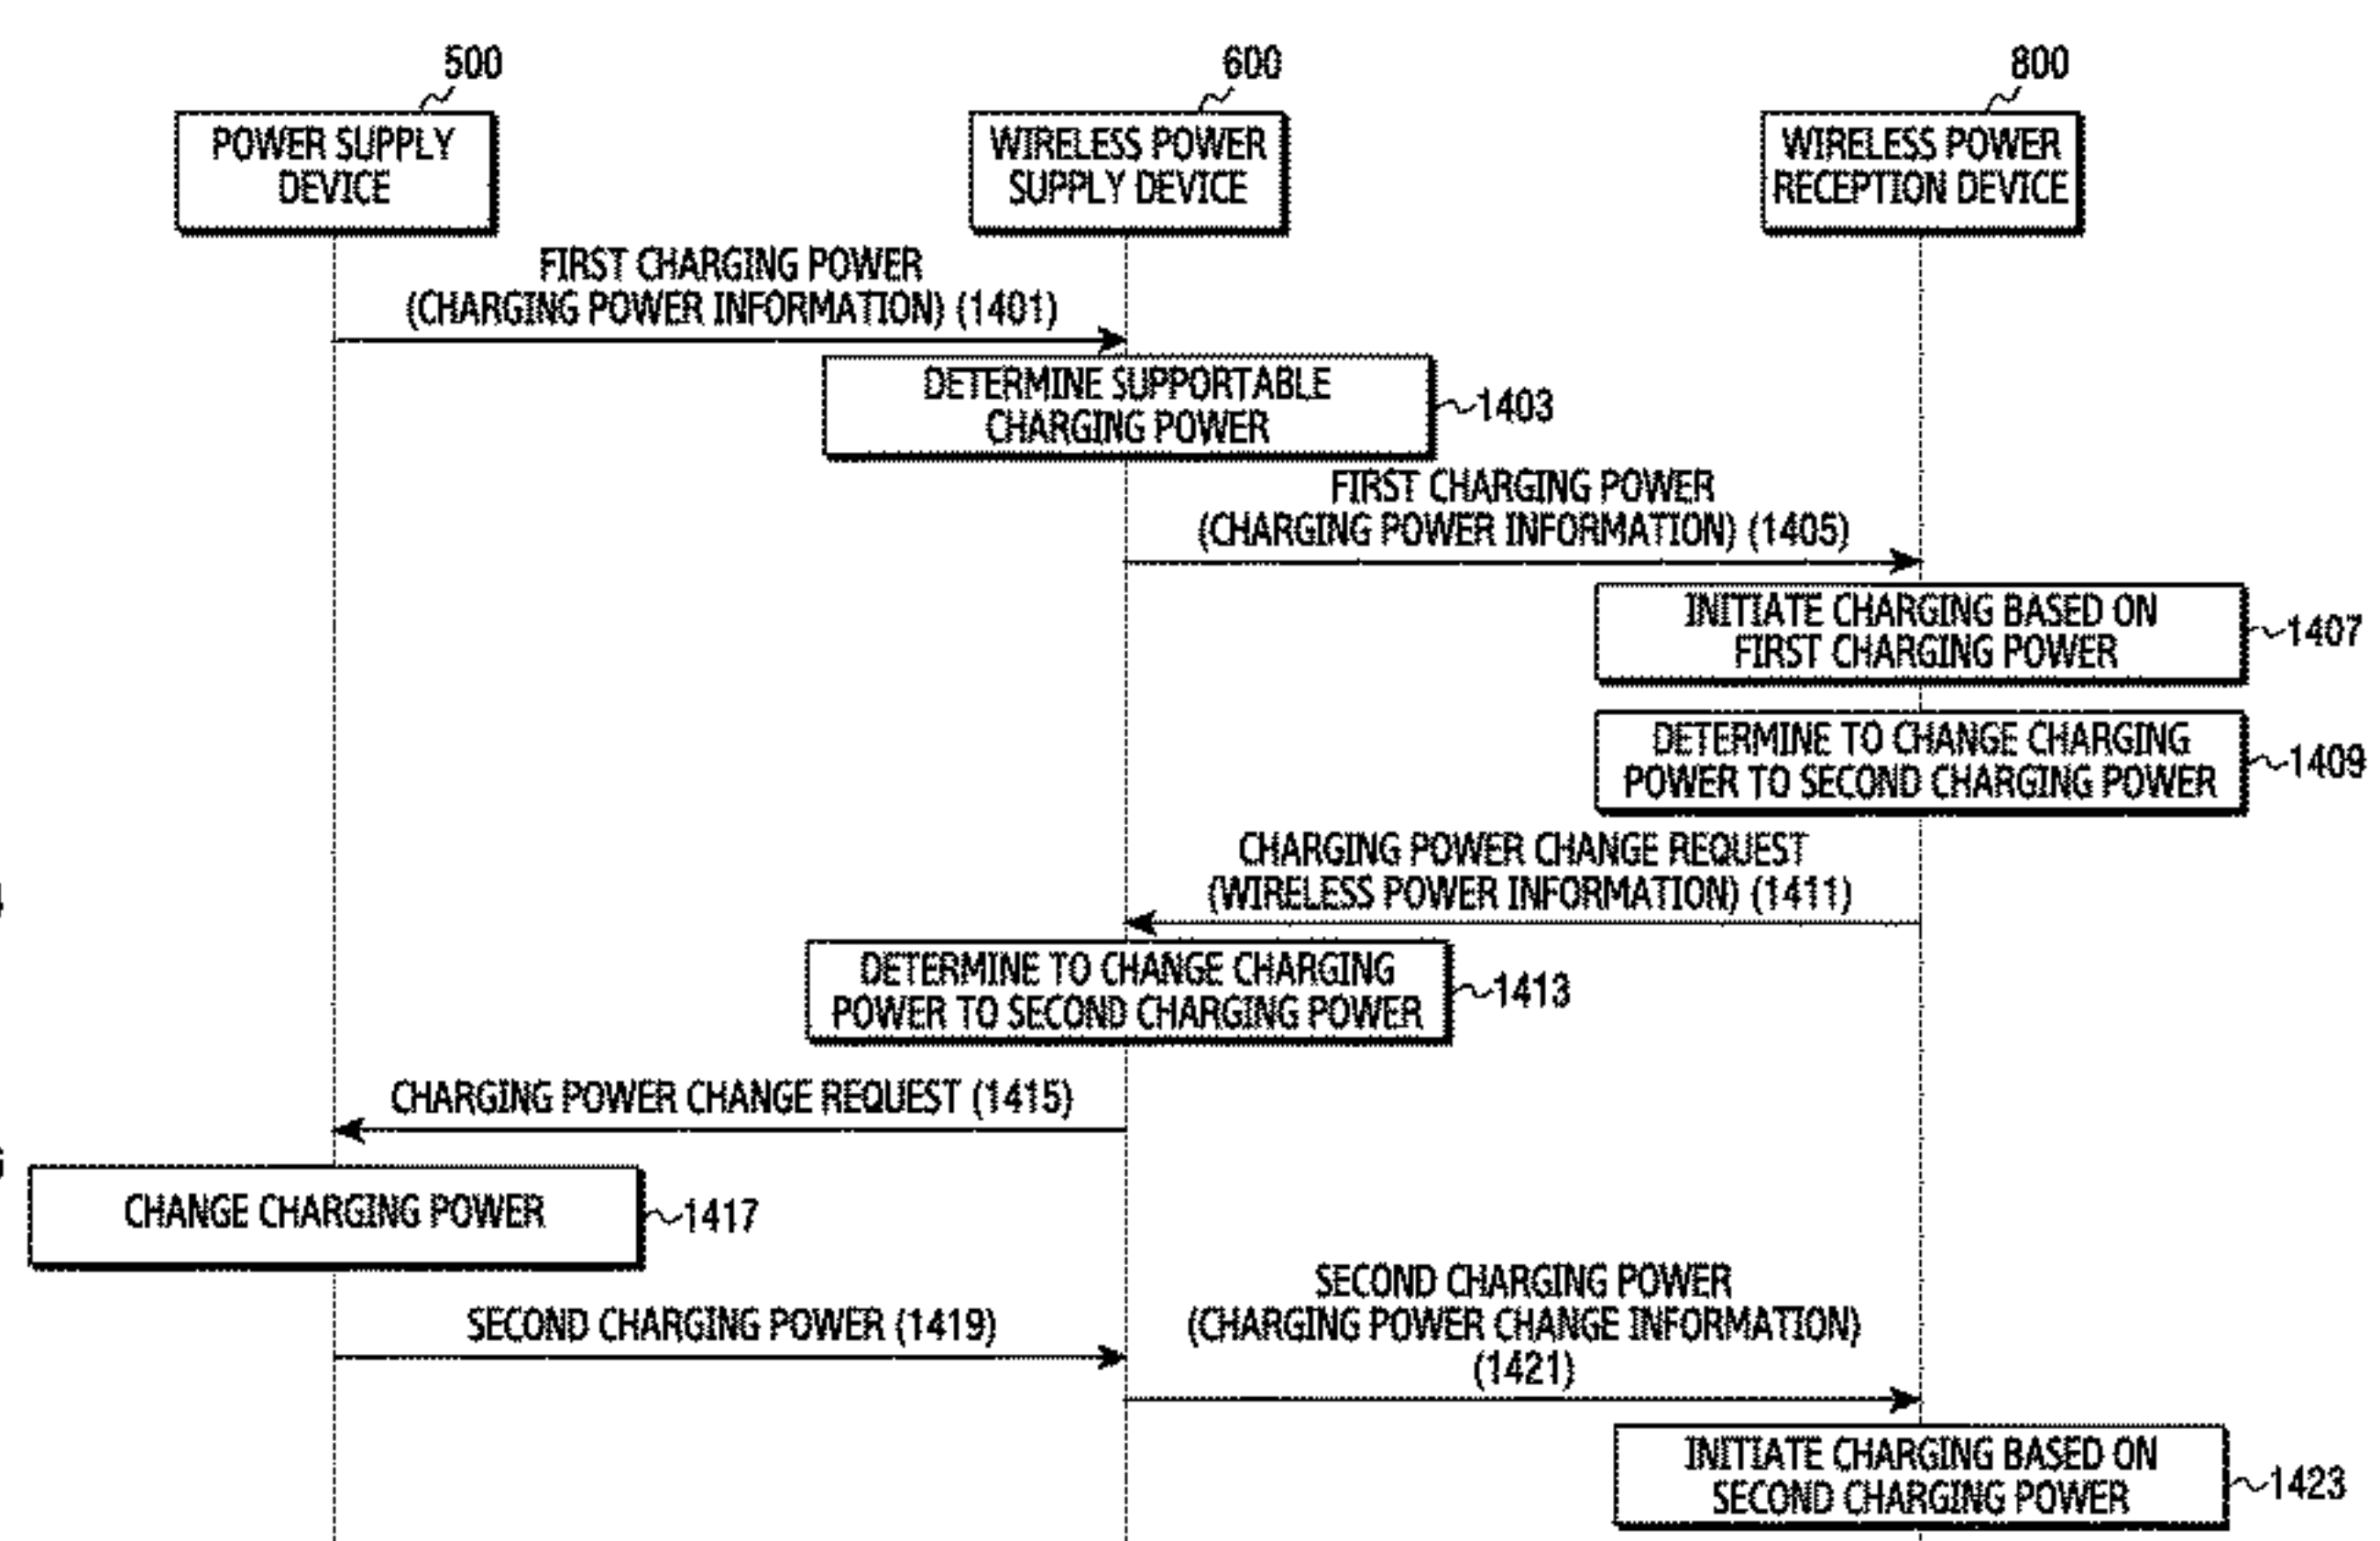 500
600
800
POWER SUPPLY
DEVICE
WIRELESS POWER
SUPPLY DEVICE
WIRELESS POWER
RECEPTION DEVICE
FIRST CHARGING POWER
(CHARGING POWER INFORMATION) (1401)
DETERMINE SUPPORTABLE
CHARGING POWER
1403
FIRST CHARGING POWER
(CHARGING POWER INFORMATION) (1405)
INITIATE CHARGING BASED ON
FIRST CHARGING POWER
1407
DETERMINE TO CHANGE CHARGING
POWER TO SECOND CHARGING POWER
1409
CHARGING POWER CHANGE REQUEST
(WIRELESS POWER INFORMATION) (1411)
DETERMINE TO CHANGE CHARGING
POWER TO SECOND CHARGING POWER
1413
CHARGING POWER CHANGE REQUEST (1415)
CHANGE CHARGING POWER
1417
SECOND CHARGING POWER (1419)
SECOND CHARGING POWER
(CHARGING POWER CHANGE INFORMATION)
(1421)
INITIATE CHARGING BASED ON
SECOND CHARGING POWER
1423